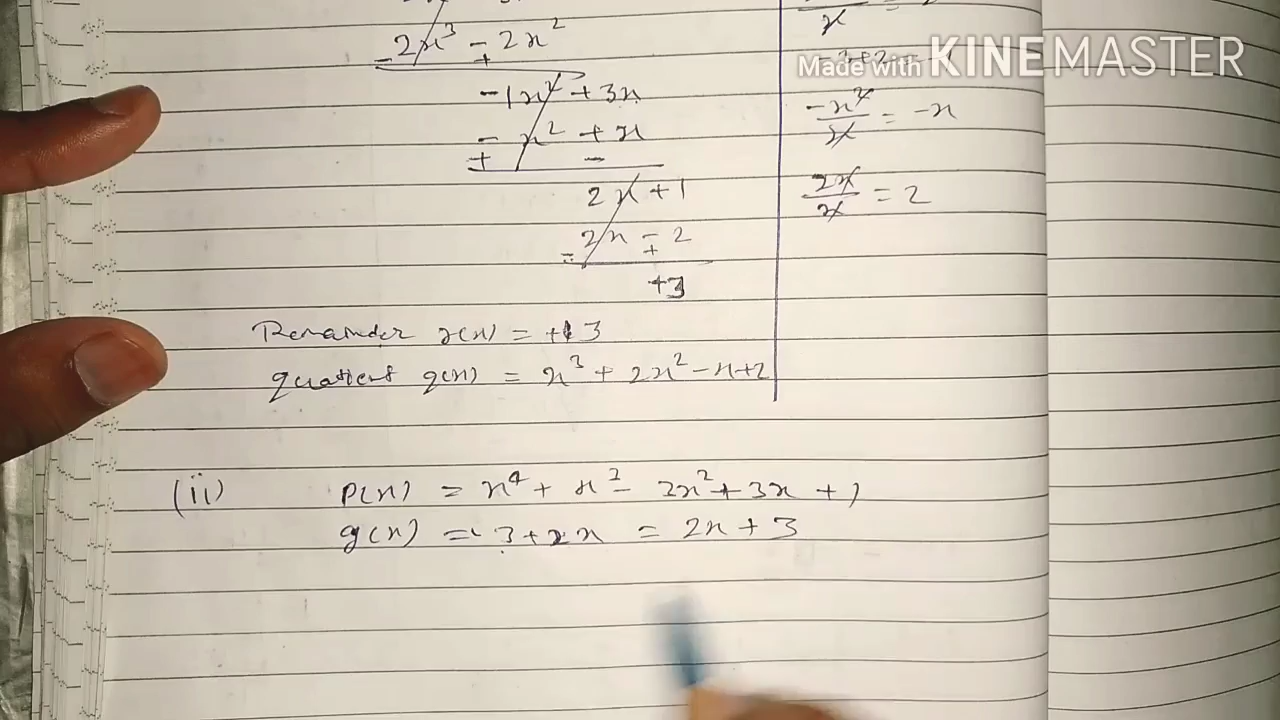 2x³ - 2x²
- +
-1x² + 3x
- x² + x
+ -
2x + 1
2x - 2
- +
+3
Remainder r(x) = +3
quotient q(x) = x³ + 2x² - x + 2
(ii) P(x) = x⁴ + x² - 2x² + 3x + 1
g(x) = 3 + 2x = 2x + 3
Made with KINEMASTER
-x²/x = -x
2x/x = 2